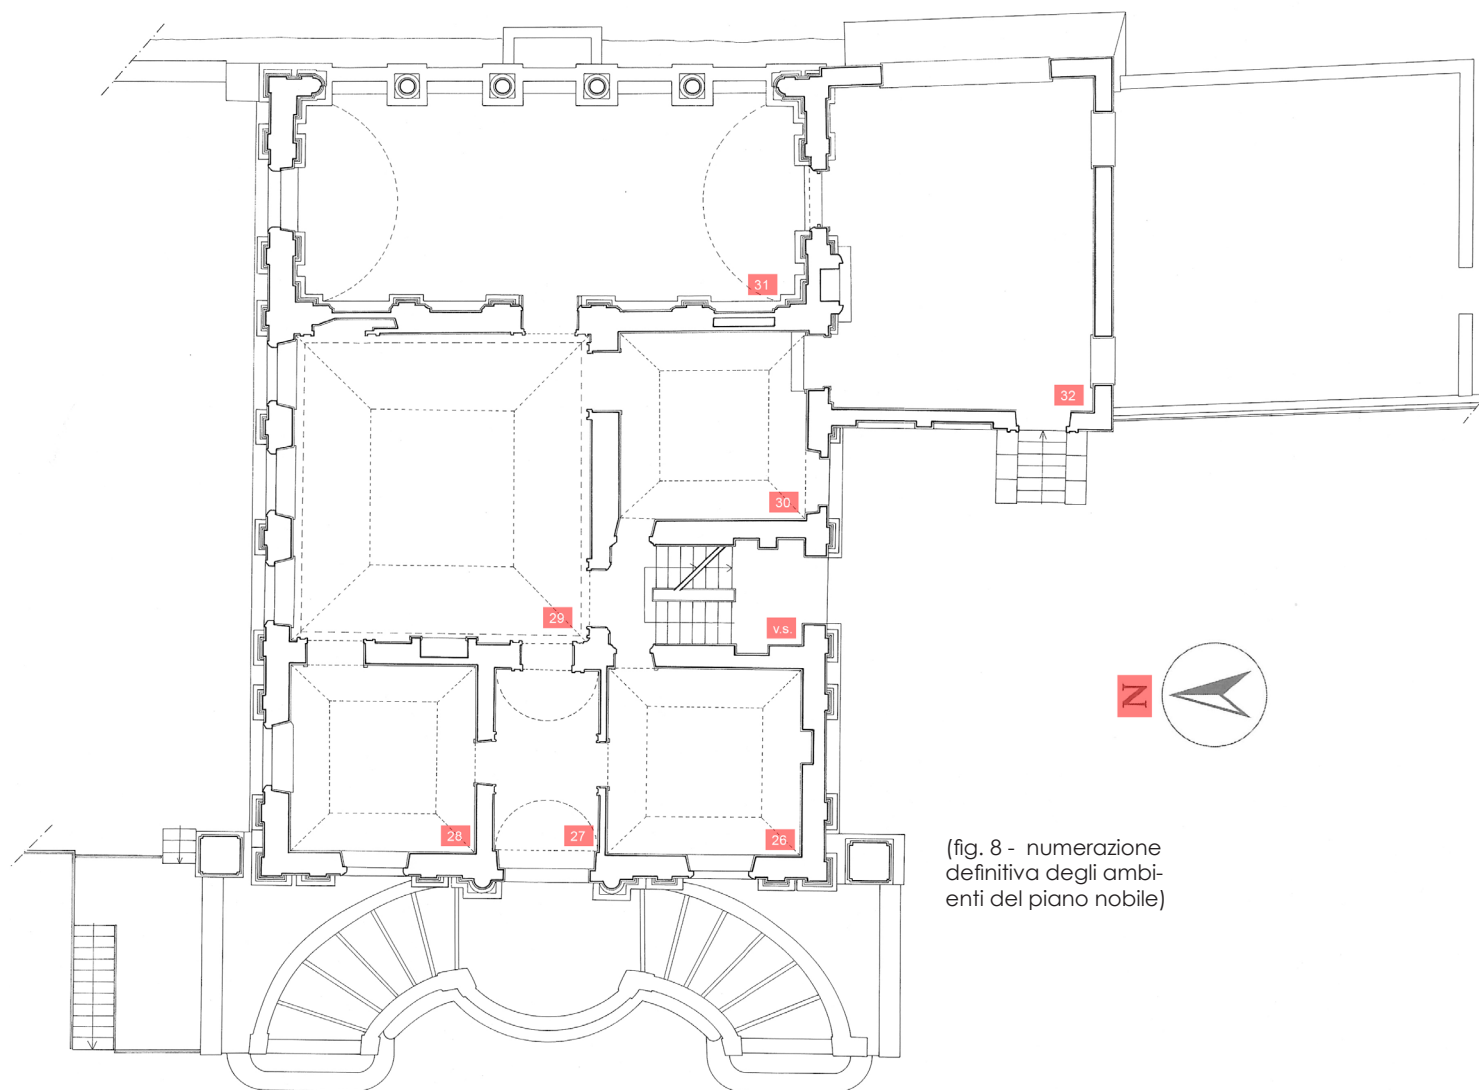 31
32
30
29
v.s.
N
28
27
26
(fig. 8 - numerazione
definitiva degli ambi-
enti del piano nobile)